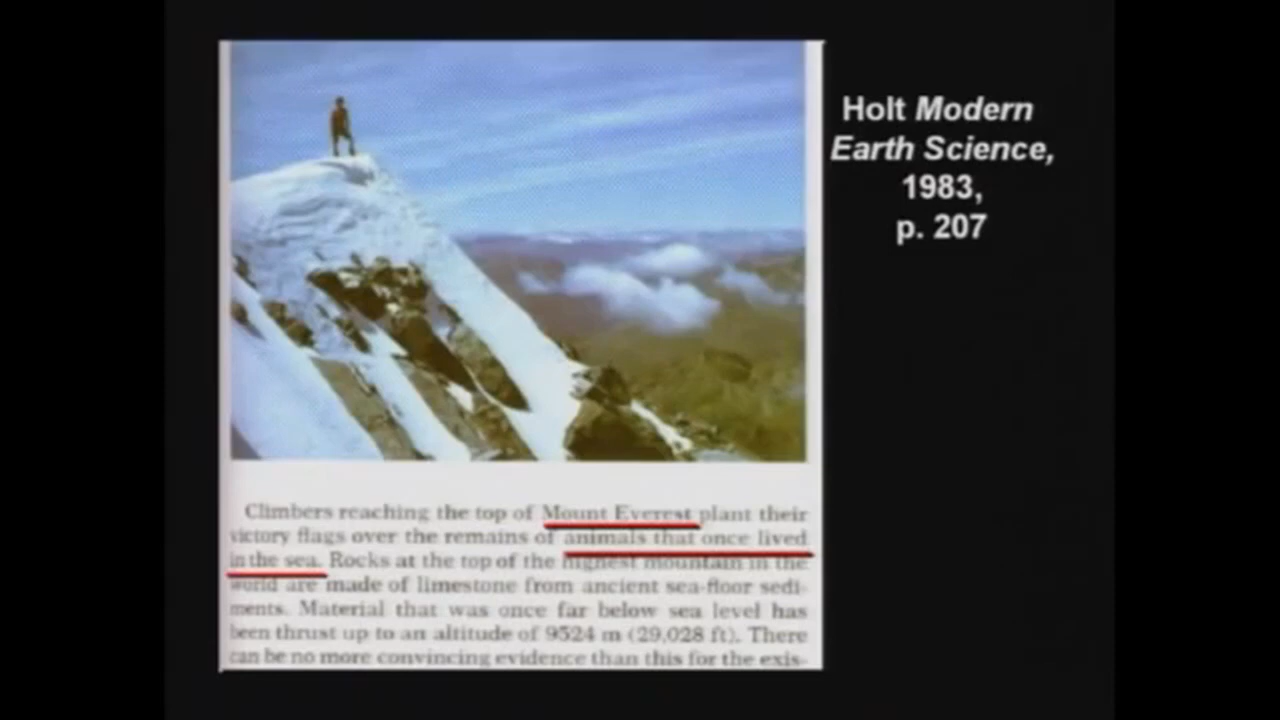 Holt Modern
Earth Science,
1983,
p. 207
Climbers reaching the top of Mount Everest plant their
victory flags over the remains of animals that once lived
in the sea. Rocks at the top of the highest mountain in the
world are made of limestone from ancient sea-floor sedi-
ments. Material that was once far below sea level has
been thrust up to an altitude of 9524 m (29,028 ft). There
can be no more convincing evidence than this for the exis-